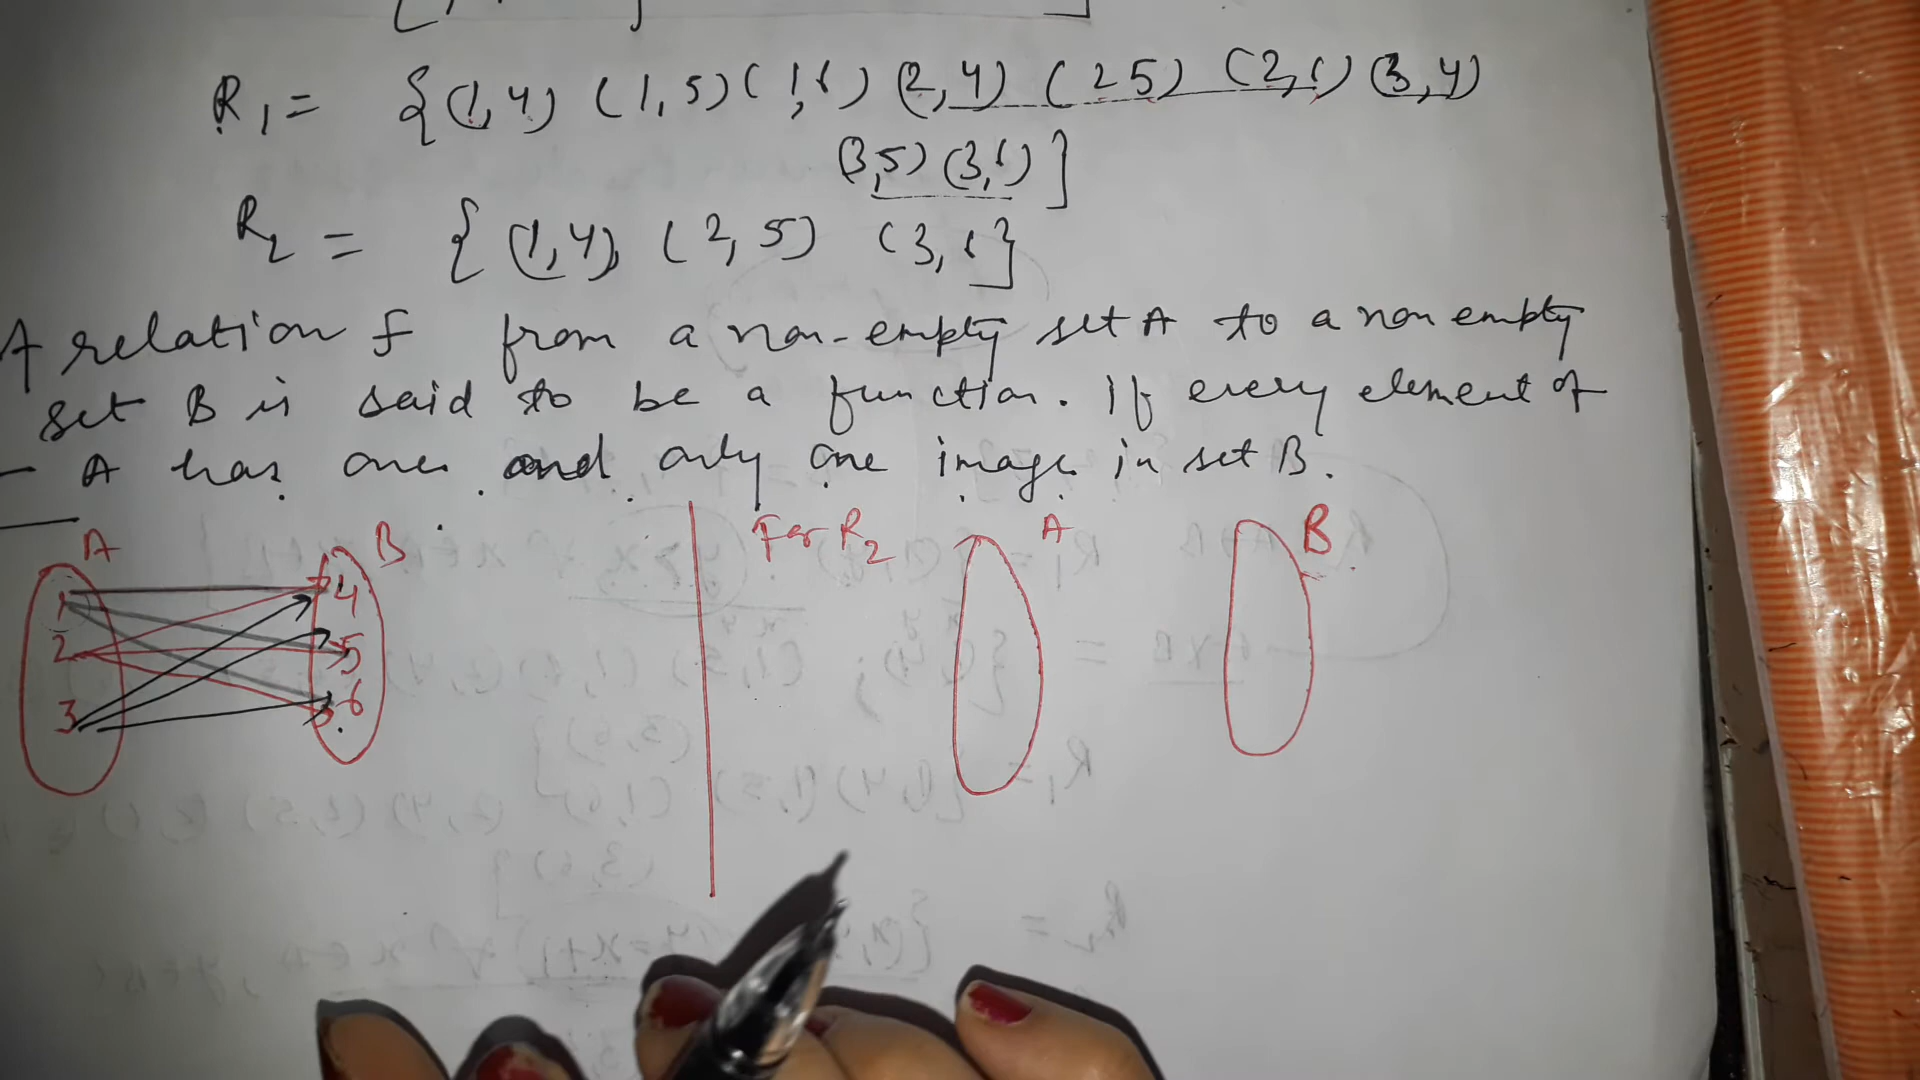 R1 = {(1,4) (1,5) (1,6) (2,4) (2 5) (2,6) (3,4)
(3,5) (3,6)]
R2 = {(1,4), (2,5) (3,6}
A relation f from a non-empty set A to a non empty
set B is said to be a function. If every element of
A has one and only one image in set B.
A B For R2 A B
1 4
2 5
3 6